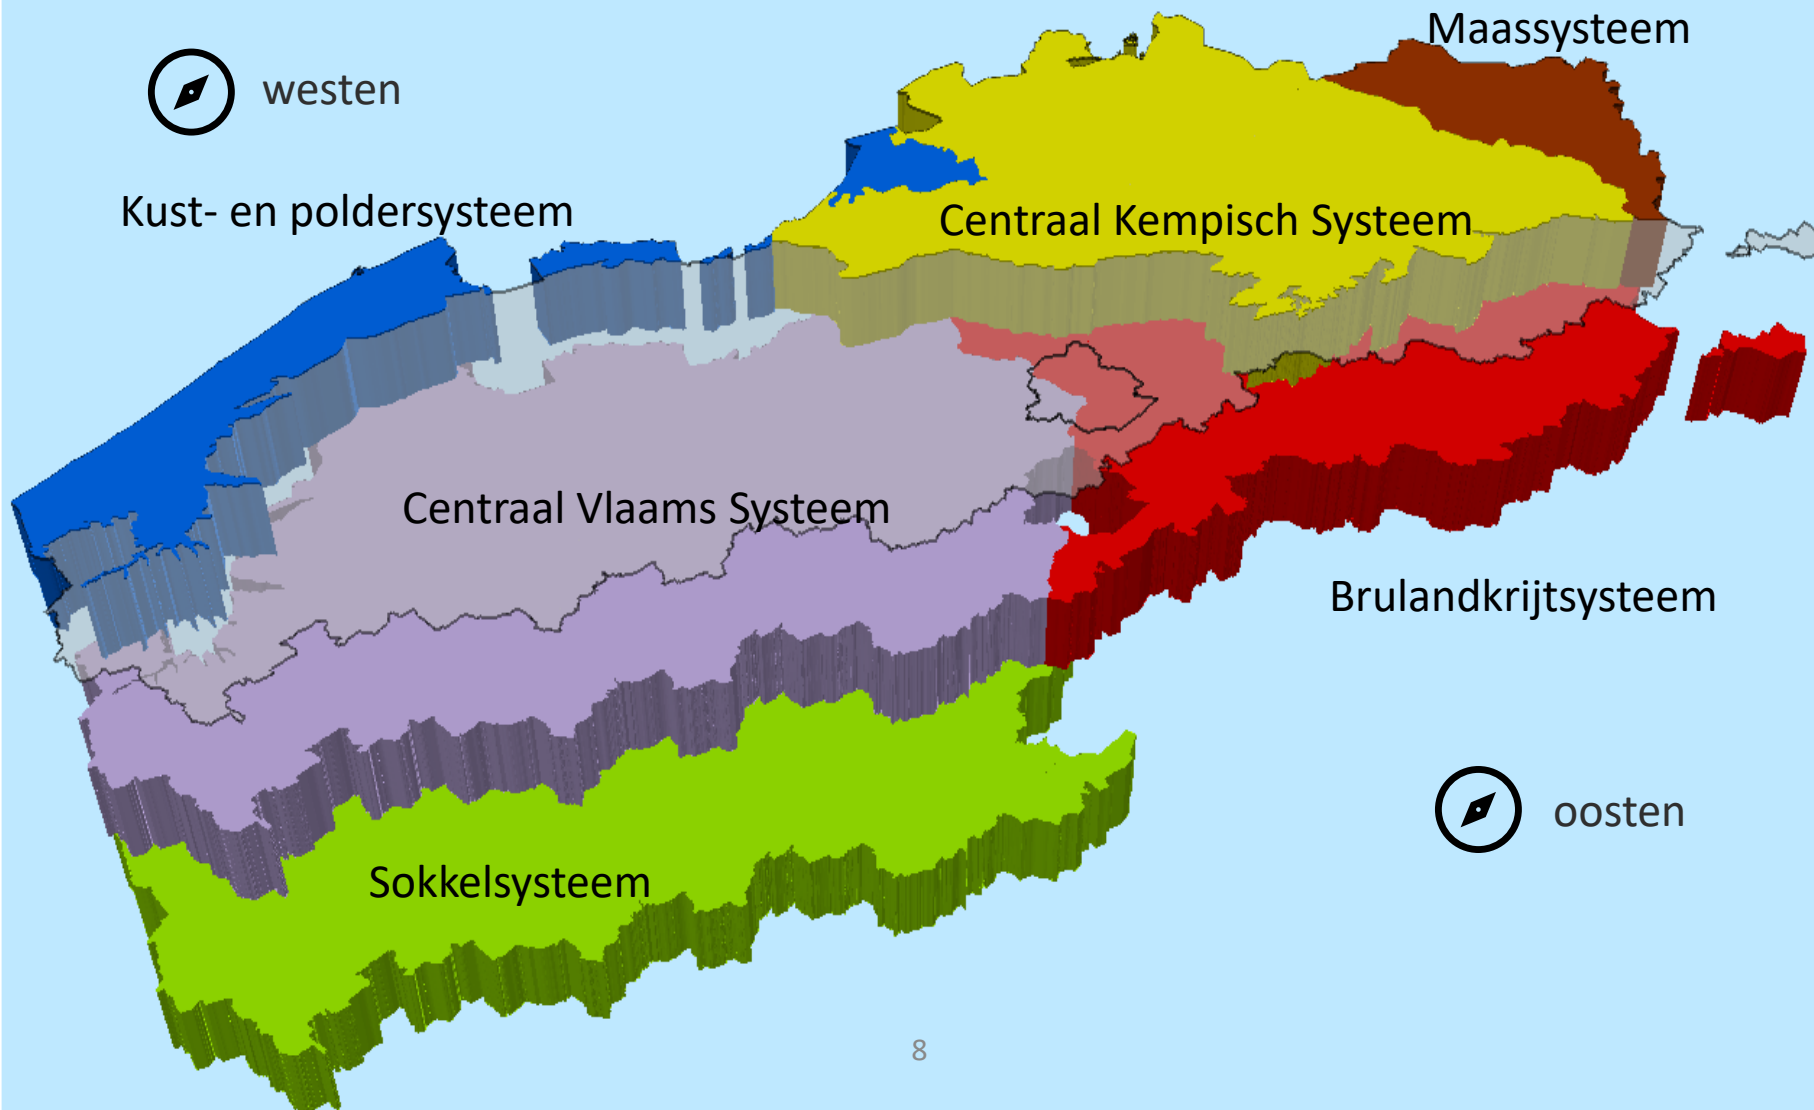 Maassysteem
westen
Kust- en poldersysteem
Centraal Kempisch Systeem
Centraal Vlaams Systeem
Brulandkrijtsysteem
oosten
Sokkelsysteem
8